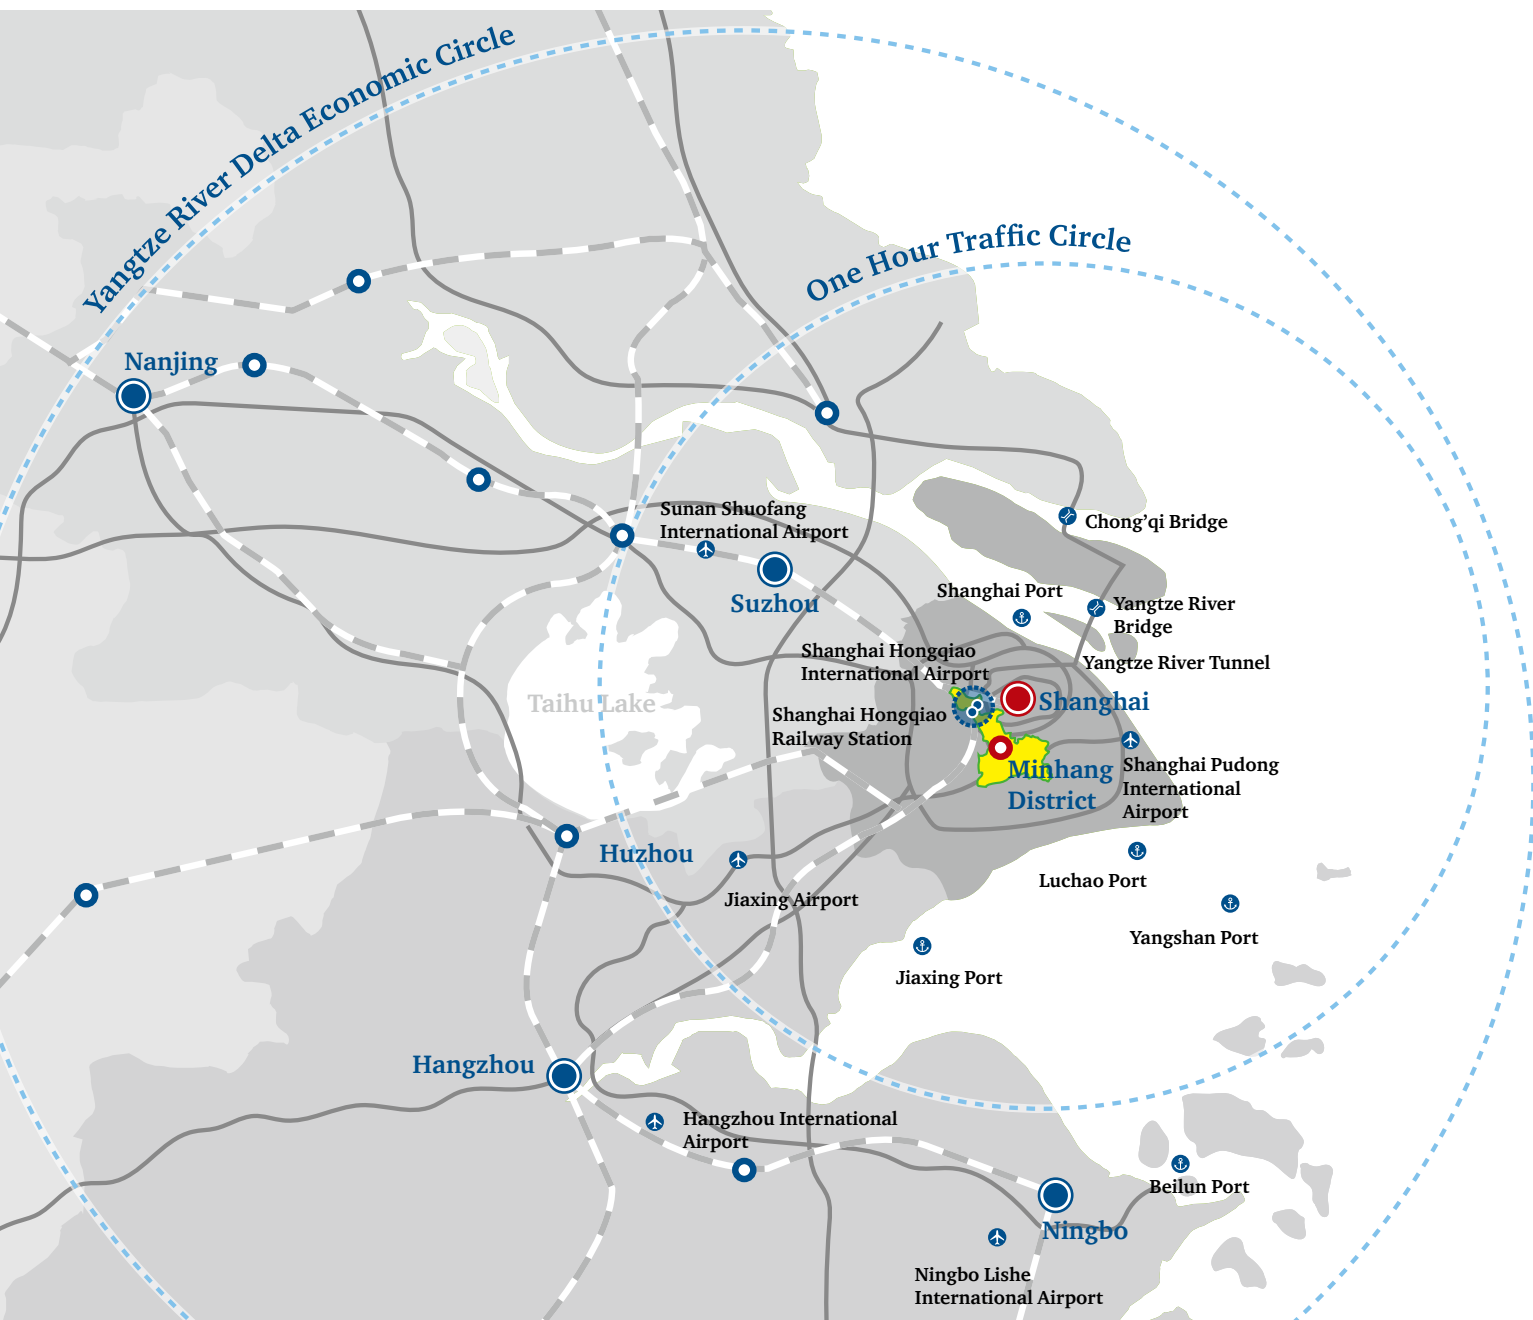 Yangtze River Delta Economic Circle
One Hour Traffic Circle
Nanjing
Sunan Shuofang
International Airport
Suzhou
Chong’qi Bridge
Shanghai Port
Yangtze River
Bridge
Yangtze River Tunnel
Shanghai Hongqiao
International Airport
Taihu Lake
Shanghai
Shanghai Hongqiao
Railway Station
Minhang
District
Shanghai Pudong
International
Airport
Huzhou
Jiaxing Airport
Luchao Port
Yangshan Port
Jiaxing Port
Hangzhou
Hangzhou International
Airport
Beilun Port
Ningbo
Ningbo Lishe
International Airport